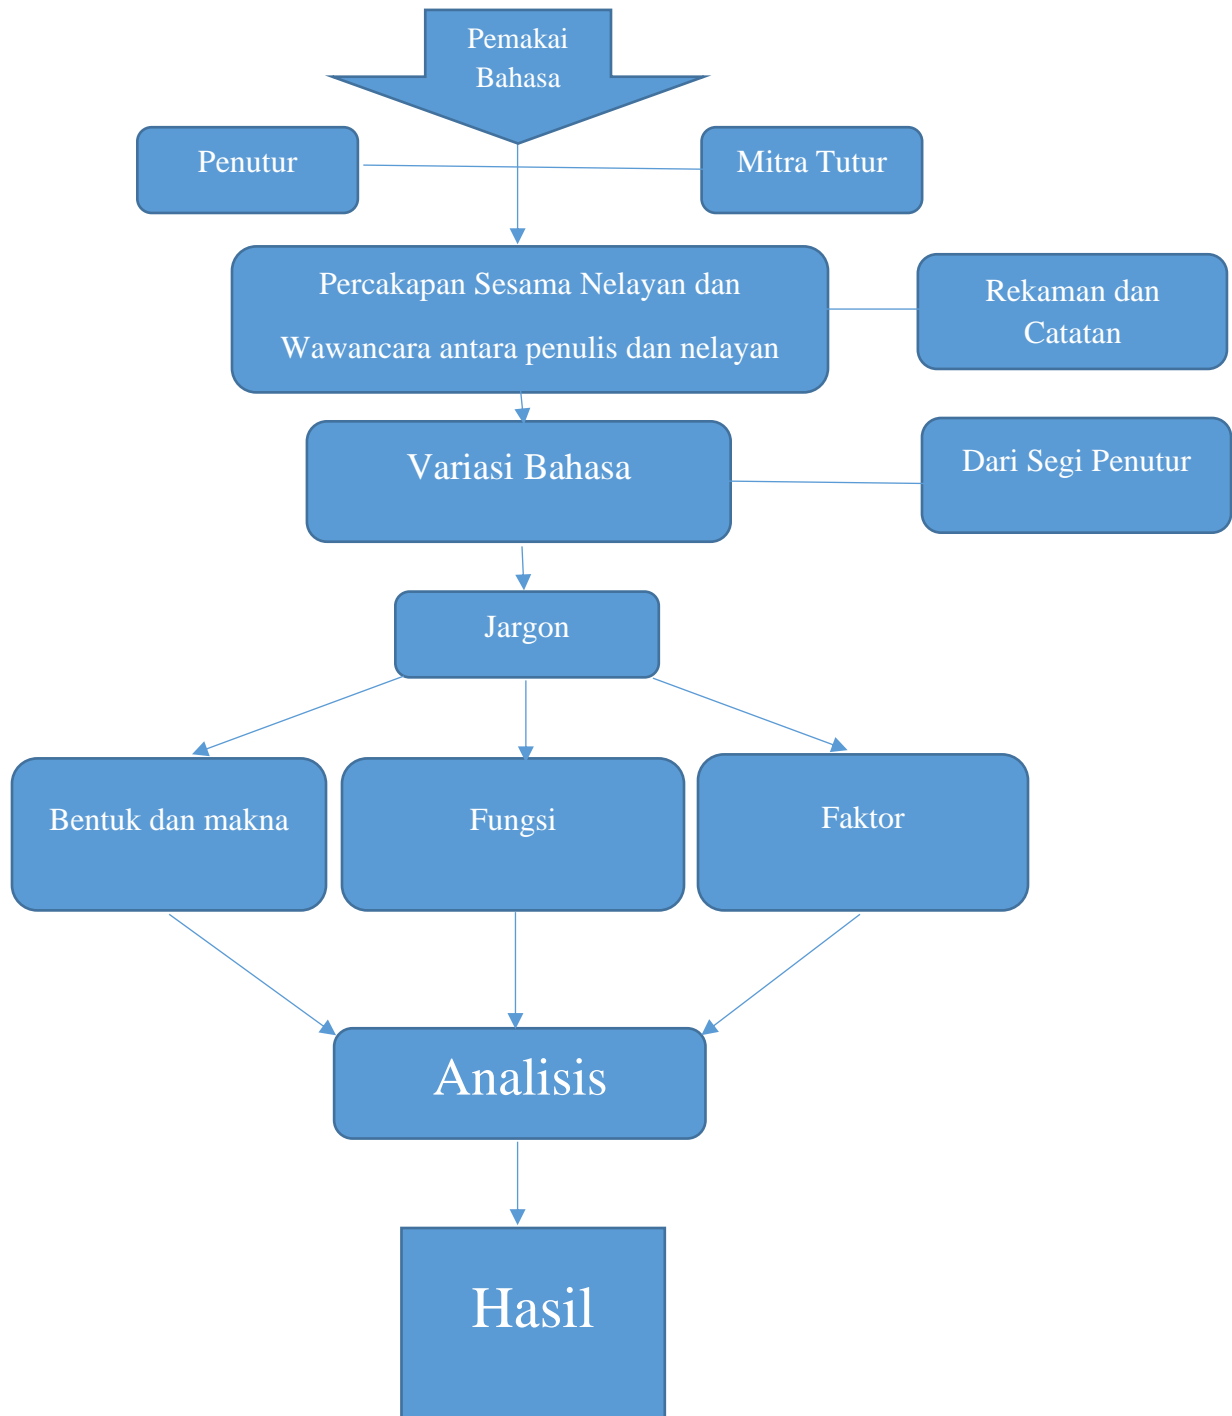 Pemakai
Bahasa
Penutur
Mitra Tutur
Percakapan Sesama Nelayan dan
Wawancara antara penulis dan nelayan
Rekaman dan
Catatan
Variasi Bahasa
Dari Segi Penutur
Jargon
Bentuk dan makna
Fungsi
Faktor
Analisis
Hasil